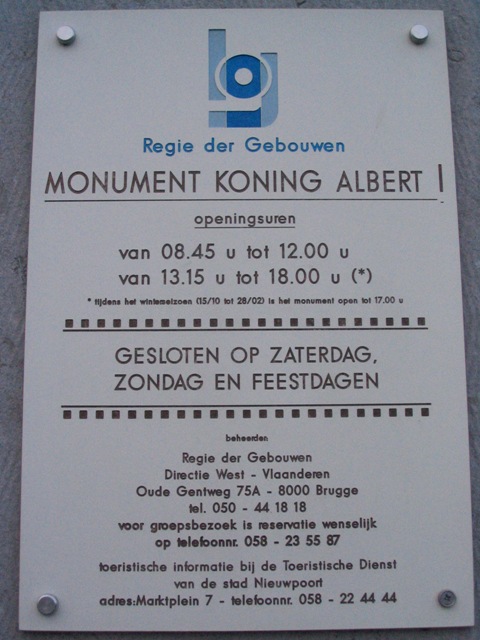 Regie der Gebouwen
MONUMENT KONING ALBERT I
openingsuren
van 08.45 u tot 12.00 u
van 13.15 u tot 18.00 u (*)
* tijdens het winterseizoen (15/10 tot 28/02) is het monument open tot 17.00 u
GESLOTEN OP ZATERDAG,
ZONDAG EN FEESTDAGEN
beheerden
Regie der Gebouwen
Directie West - Vlaanderen
Oude Gentweg 75A - 8000 Brugge
tel. 050 - 44 18 18
voor groepsbezoek is reservatie wenselijk
op telefoonnr. 058 - 23 55 87
toeristische informatie bij de Toeristische Dienst
van de stad Nieuwpoort
adres:Marktplein 7 - telefoonnr. 058 - 22 44 44